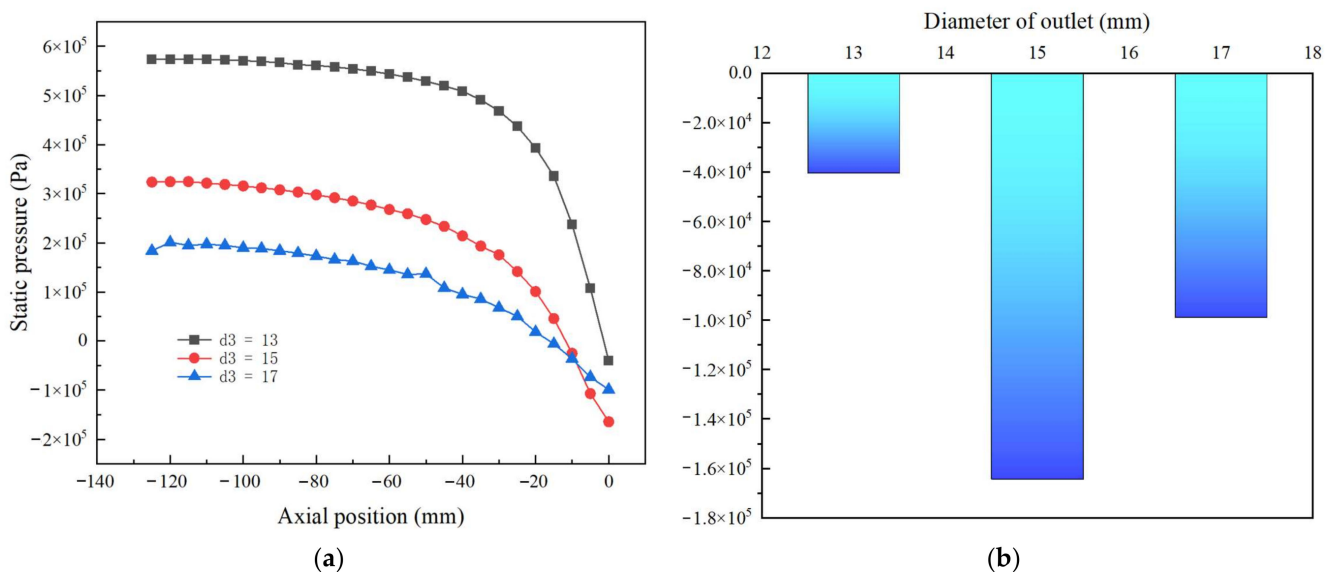 6×10⁵
5×10⁵
4×10⁵
3×10⁵
2×10⁵
1×10⁵
0
−1×10⁵
−2×10⁵
Static pressure (Pa)
d3 = 13
d3 = 15
d3 = 17
−140 −120 −100 −80 −60 −40 −20 0
Axial position (mm)
(a)
Diameter of outlet (mm)
12 13 14 15 16 17 18
0.0
−2.0×10⁴
−4.0×10⁴
−6.0×10⁴
−8.0×10⁴
−1.0×10⁵
−1.2×10⁵
−1.4×10⁵
−1.6×10⁵
−1.8×10⁵
(b)